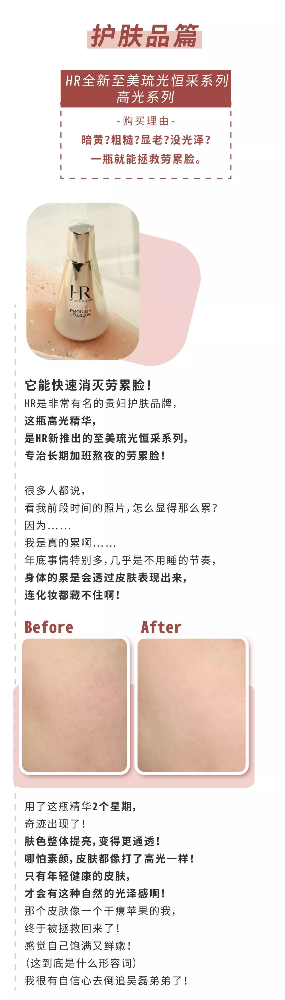 护肤品篇
HR全新至美琉光恒采系列
高光系列
-购买理由-
暗黄?粗糙?显老?没光泽?
一瓶就能拯救劳累脸。
HR
HELENA RUBINSTEIN
PRODIGY
CELLGLOW
它能快速消灭劳累脸!
HR是非常有名的贵妇护肤品牌,
这瓶高光精华,
是HR新推出的至美琉光恒采系列,
专治长期加班熬夜的劳累脸!
很多人都说,
看我前段时间的照片,怎么显得那么累?
因为……
我是真的累啊……
年底事情特别多,几乎是不用睡的节奏,
身体的累是会透过皮肤表现出来,
连化妆都藏不住啊!
Before After
用了这瓶精华2个星期,
奇迹出现了!
肤色整体提亮,变得更通透!
哪怕素颜,皮肤都像打了高光一样!
只有年轻健康的皮肤,
才会有这种自然的光泽感啊!
那个皮肤像一个干瘪苹果的我,
终于被拯救回来了!
感觉自己饱满又鲜嫩!
(这到底是什么形容词)
我很有自信心去倒追吴磊弟弟了!